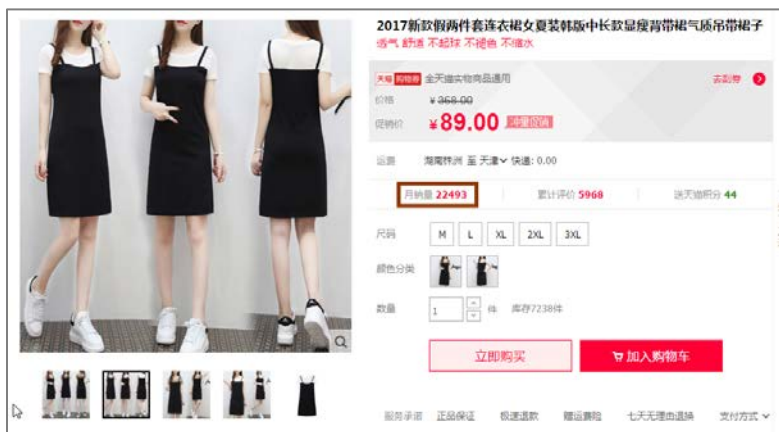 2017新款假两件套连衣裙女夏装韩版中长款显瘦背带裙气质吊带裙子
透气 舒适 不起球 不褪色 不缩水
天猫 购物券 全天猫实物商品通用 去刮券
价格 ¥368.00
促销价 ¥89.00 冲量促销
运费 湖南株洲 至 天津 快递: 0.00
月销量 22493 累计评价 5968 送天猫积分 44
尺码 M L XL 2XL 3XL
颜色分类
数量 1 件 库存7238件
立即购买 加入购物车
服务承诺 正品保证 极速退款 赠运费险 七天无理由退换 支付方式